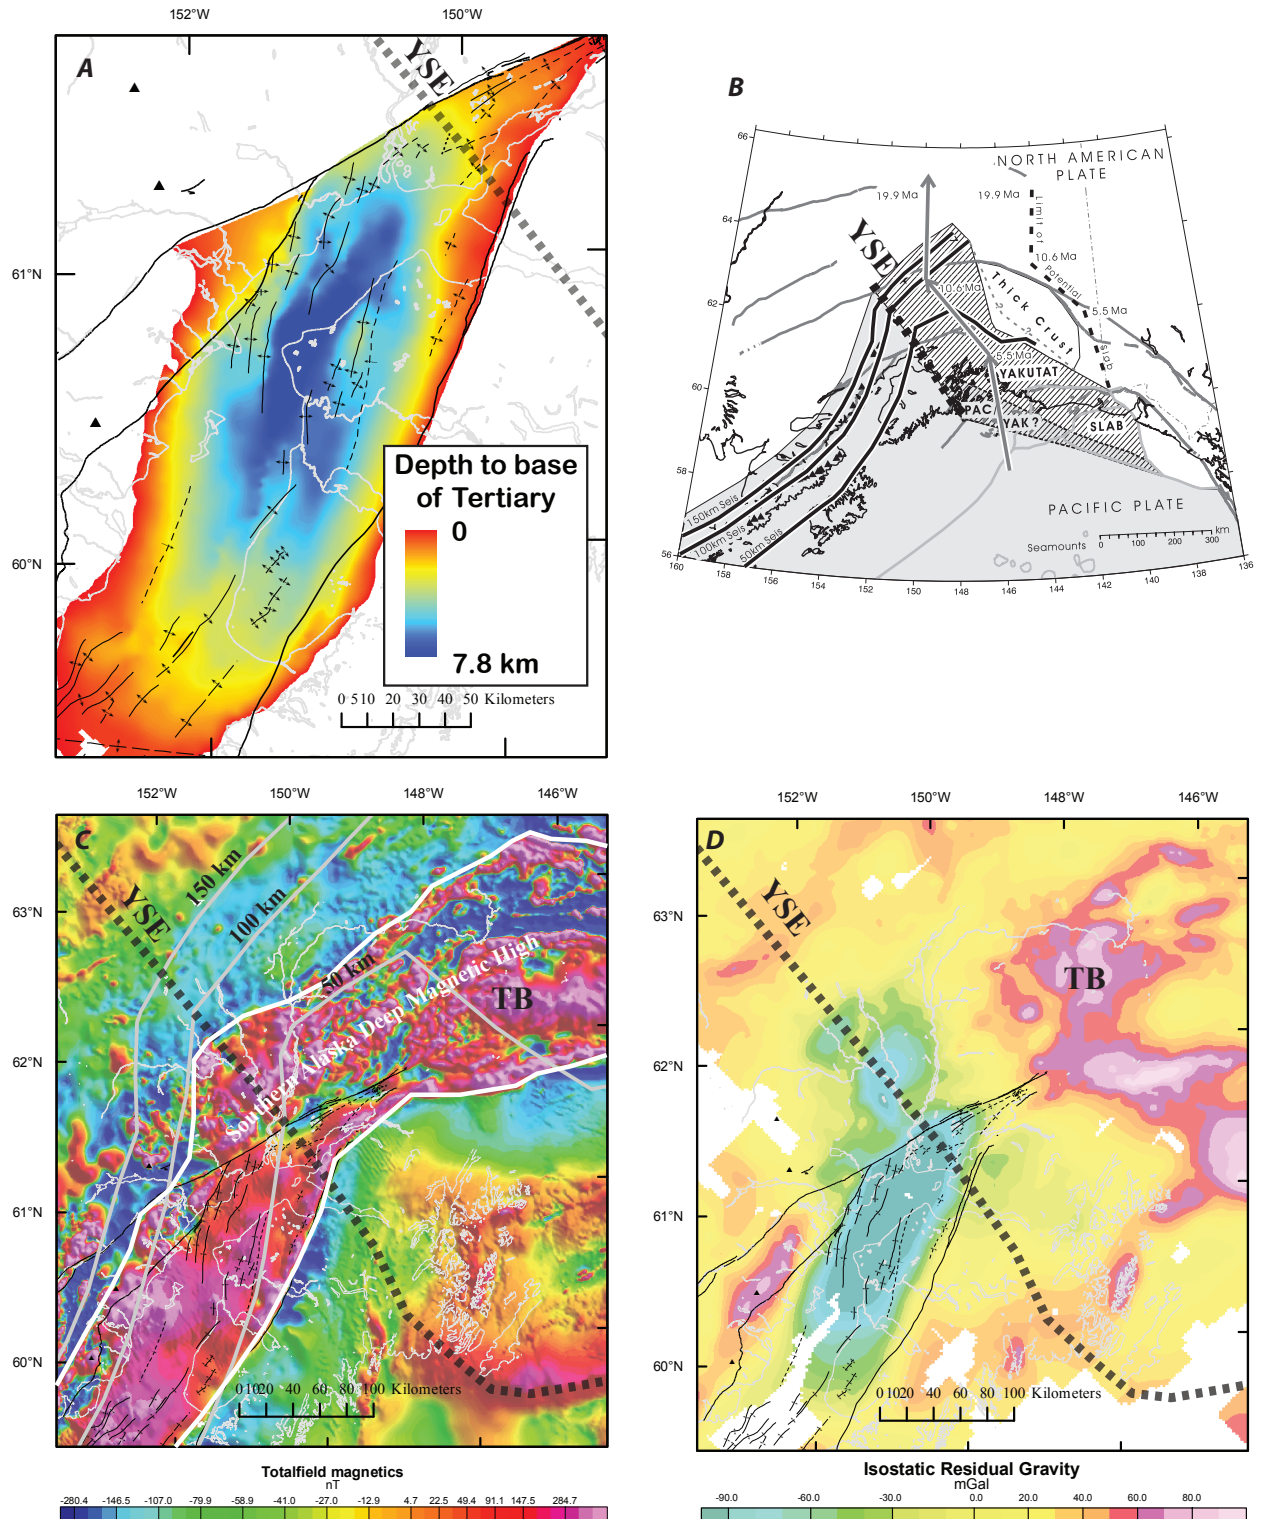 152°W 150°W
A
YSE
61°N
60°N
Depth to base
of Tertiary
0
7.8 km
0 5 10 20 30 40 50 Kilometers
B
66
NORTH AMERICAN
PLATE
19.9 Ma
19.9 Ma
Limit of
64
YSE
10.6 Ma
Potential
10.6 Ma
Thick Crust
62
5.5 Ma
Slab
5.5 Ma
YAKUTAT
60
PAC
YAK ?
SLAB
58
PACIFIC PLATE
150km Seis
100km Seis
50km Seis
Seamounts
0 100 200 300 km
56
160 158 156 154 152 150 148 146 144 142 140 138 136
152°W 150°W 148°W 146°W
C
150 km
YSE
100 km
63°N
50 km
Southern Alaska Deep Magnetic High
TB
62°N
61°N
60°N
0 10 20 40 60 80 100 Kilometers
Totalfield magnetics
nT
-280.4 -146.5 -107.0 -79.9 -58.9 -41.0 -27.0 -12.9 4.7 22.5 49.4 91.1 147.5 284.7
152°W 150°W 148°W 146°W
D
YSE
63°N
TB
62°N
61°N
60°N
0 10 20 40 60 80 100 Kilometers
Isostatic Residual Gravity
mGal
-90.0 -60.0 -30.0 0.0 20.0 40.0 60.0 80.0